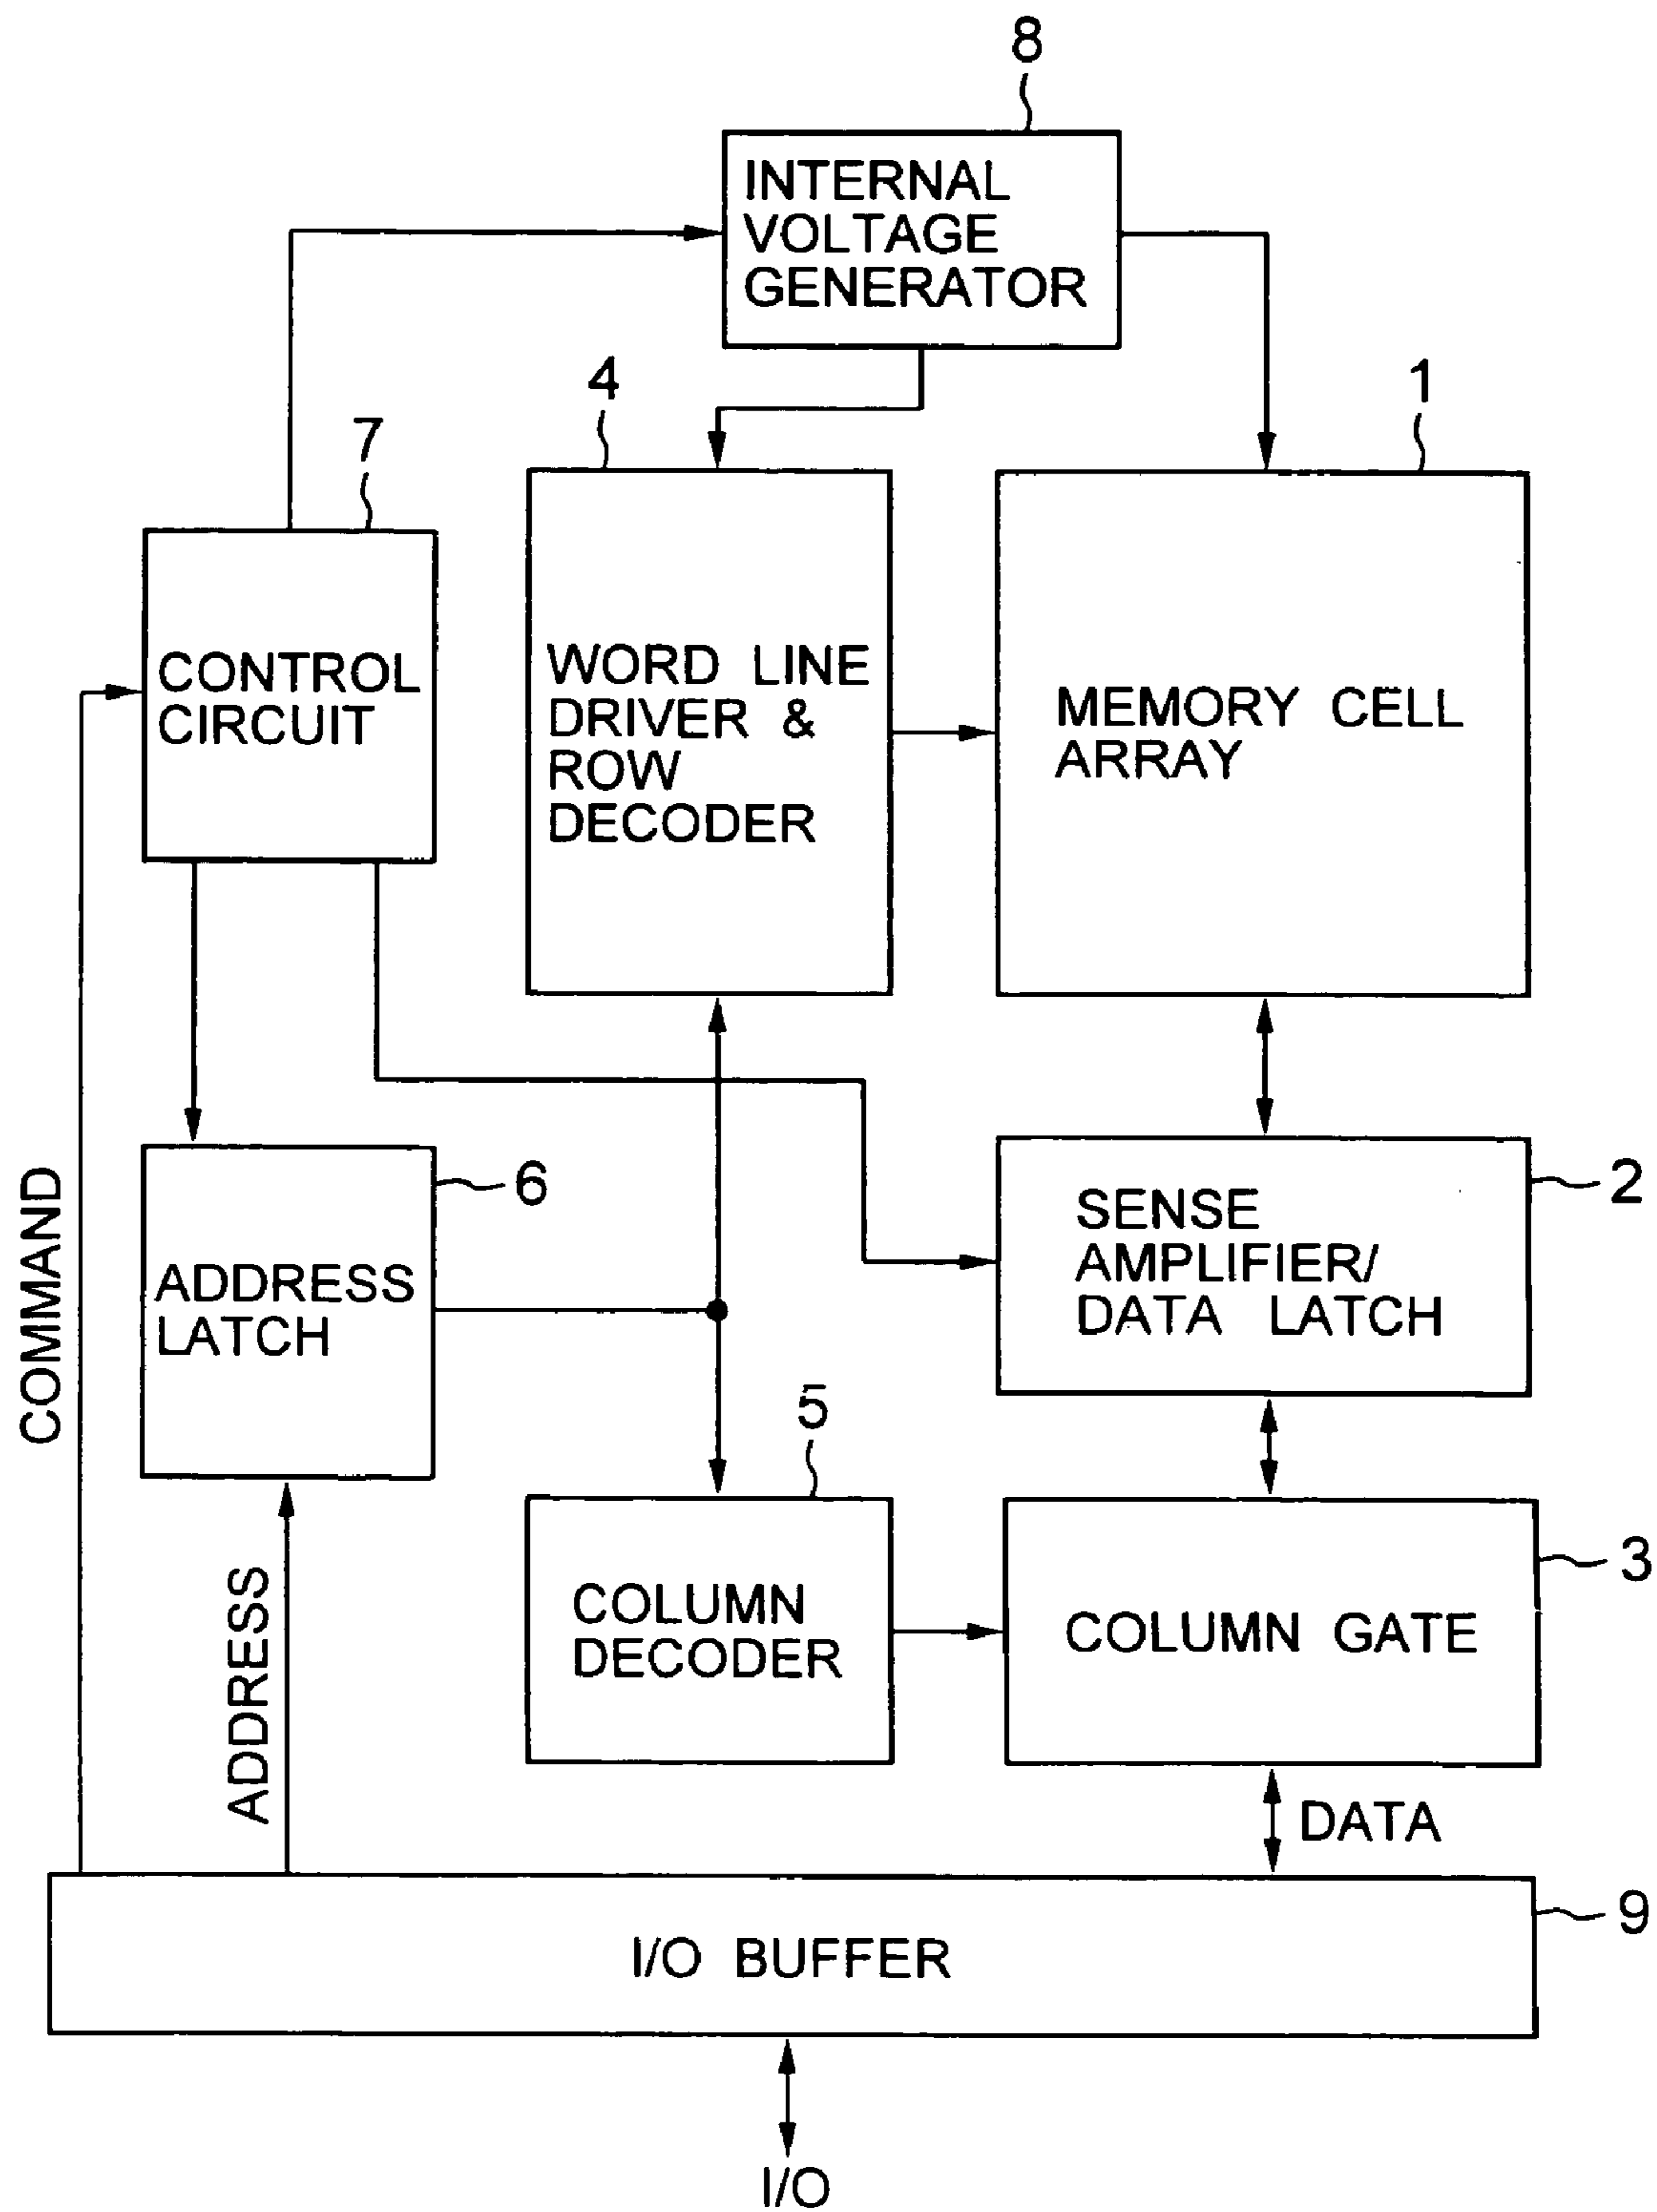 8
INTERNAL
VOLTAGE
GENERATOR
4
1
7
CONTROL
CIRCUIT
WORD LINE
DRIVER &
ROW
DECODER
MEMORY CELL
ARRAY
COMMAND
6
ADDRESS
LATCH
2
SENSE
AMPLIFIER/
DATA LATCH
5
COLUMN
DECODER
3
COLUMN GATE
ADDRESS
DATA
9
I/O BUFFER
I/O